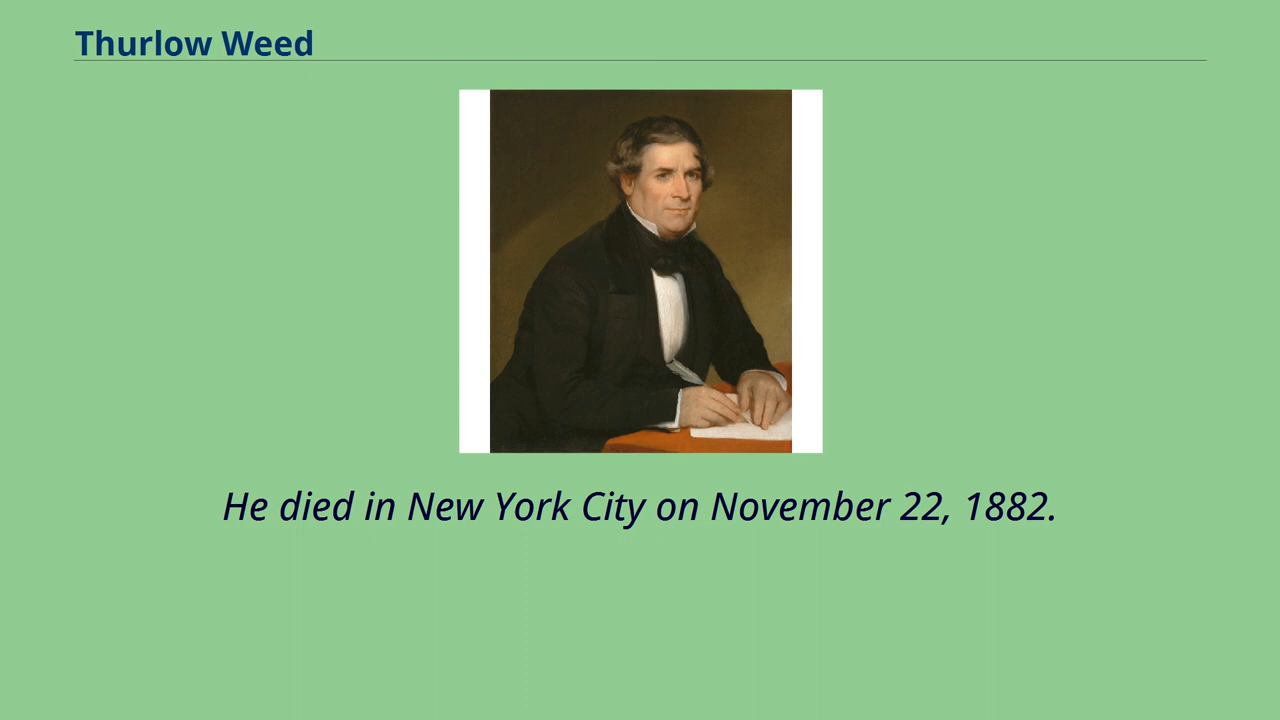 Thurlow Weed
He died in New York City on November 22, 1882.